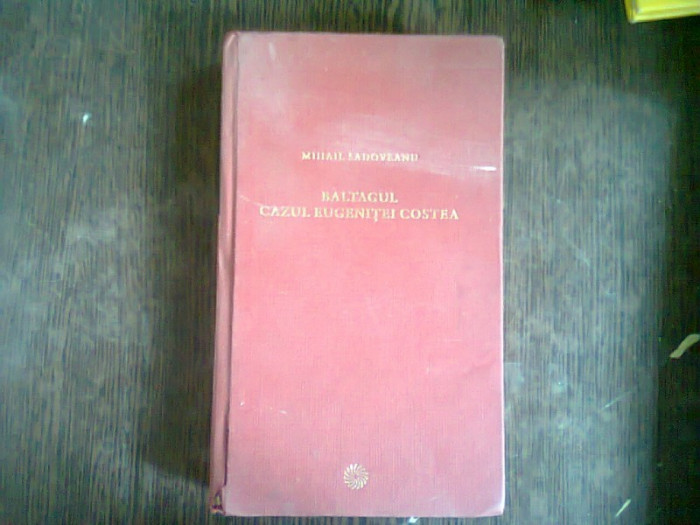 MIHAIL SADOVEANU
BALTAGUL
CAZUL EUGENIȚEI COSTEA